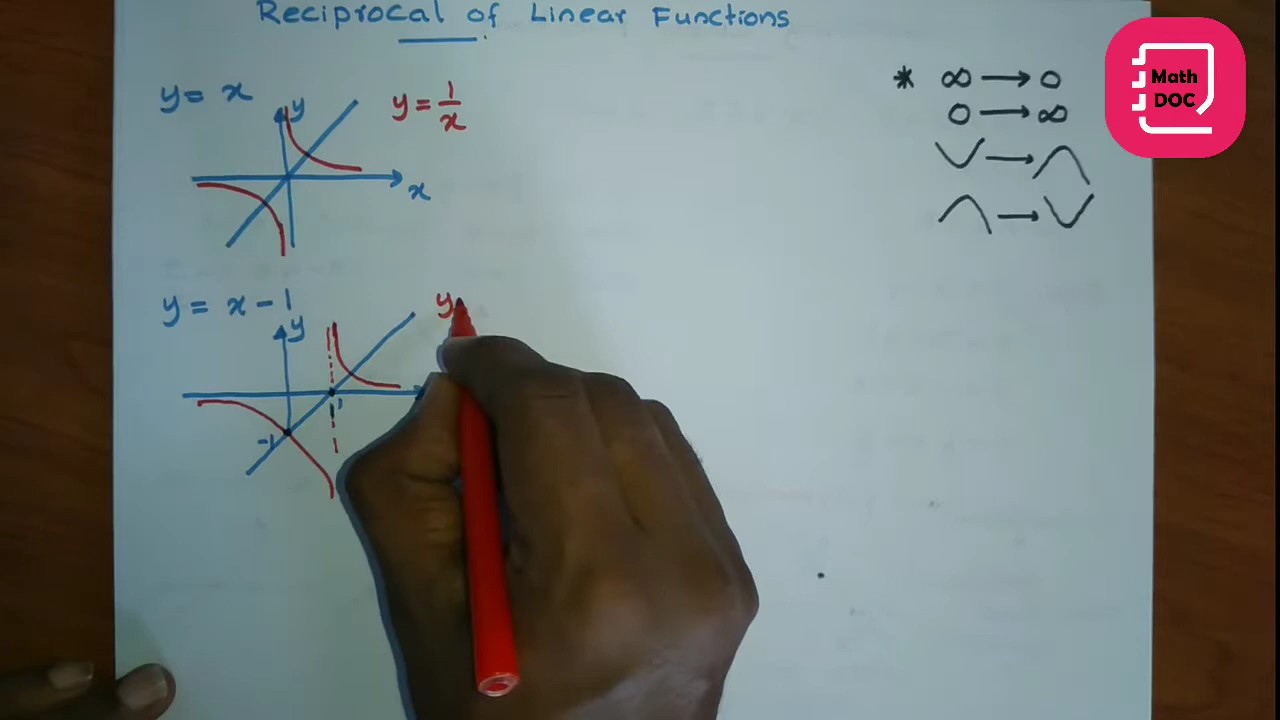 Reciprocal of Linear Functions
y = x
y
y = 1/x
x
y = x - 1
y
y
1
-1
* ∞ → 0
0 → ∞
Math
DOC